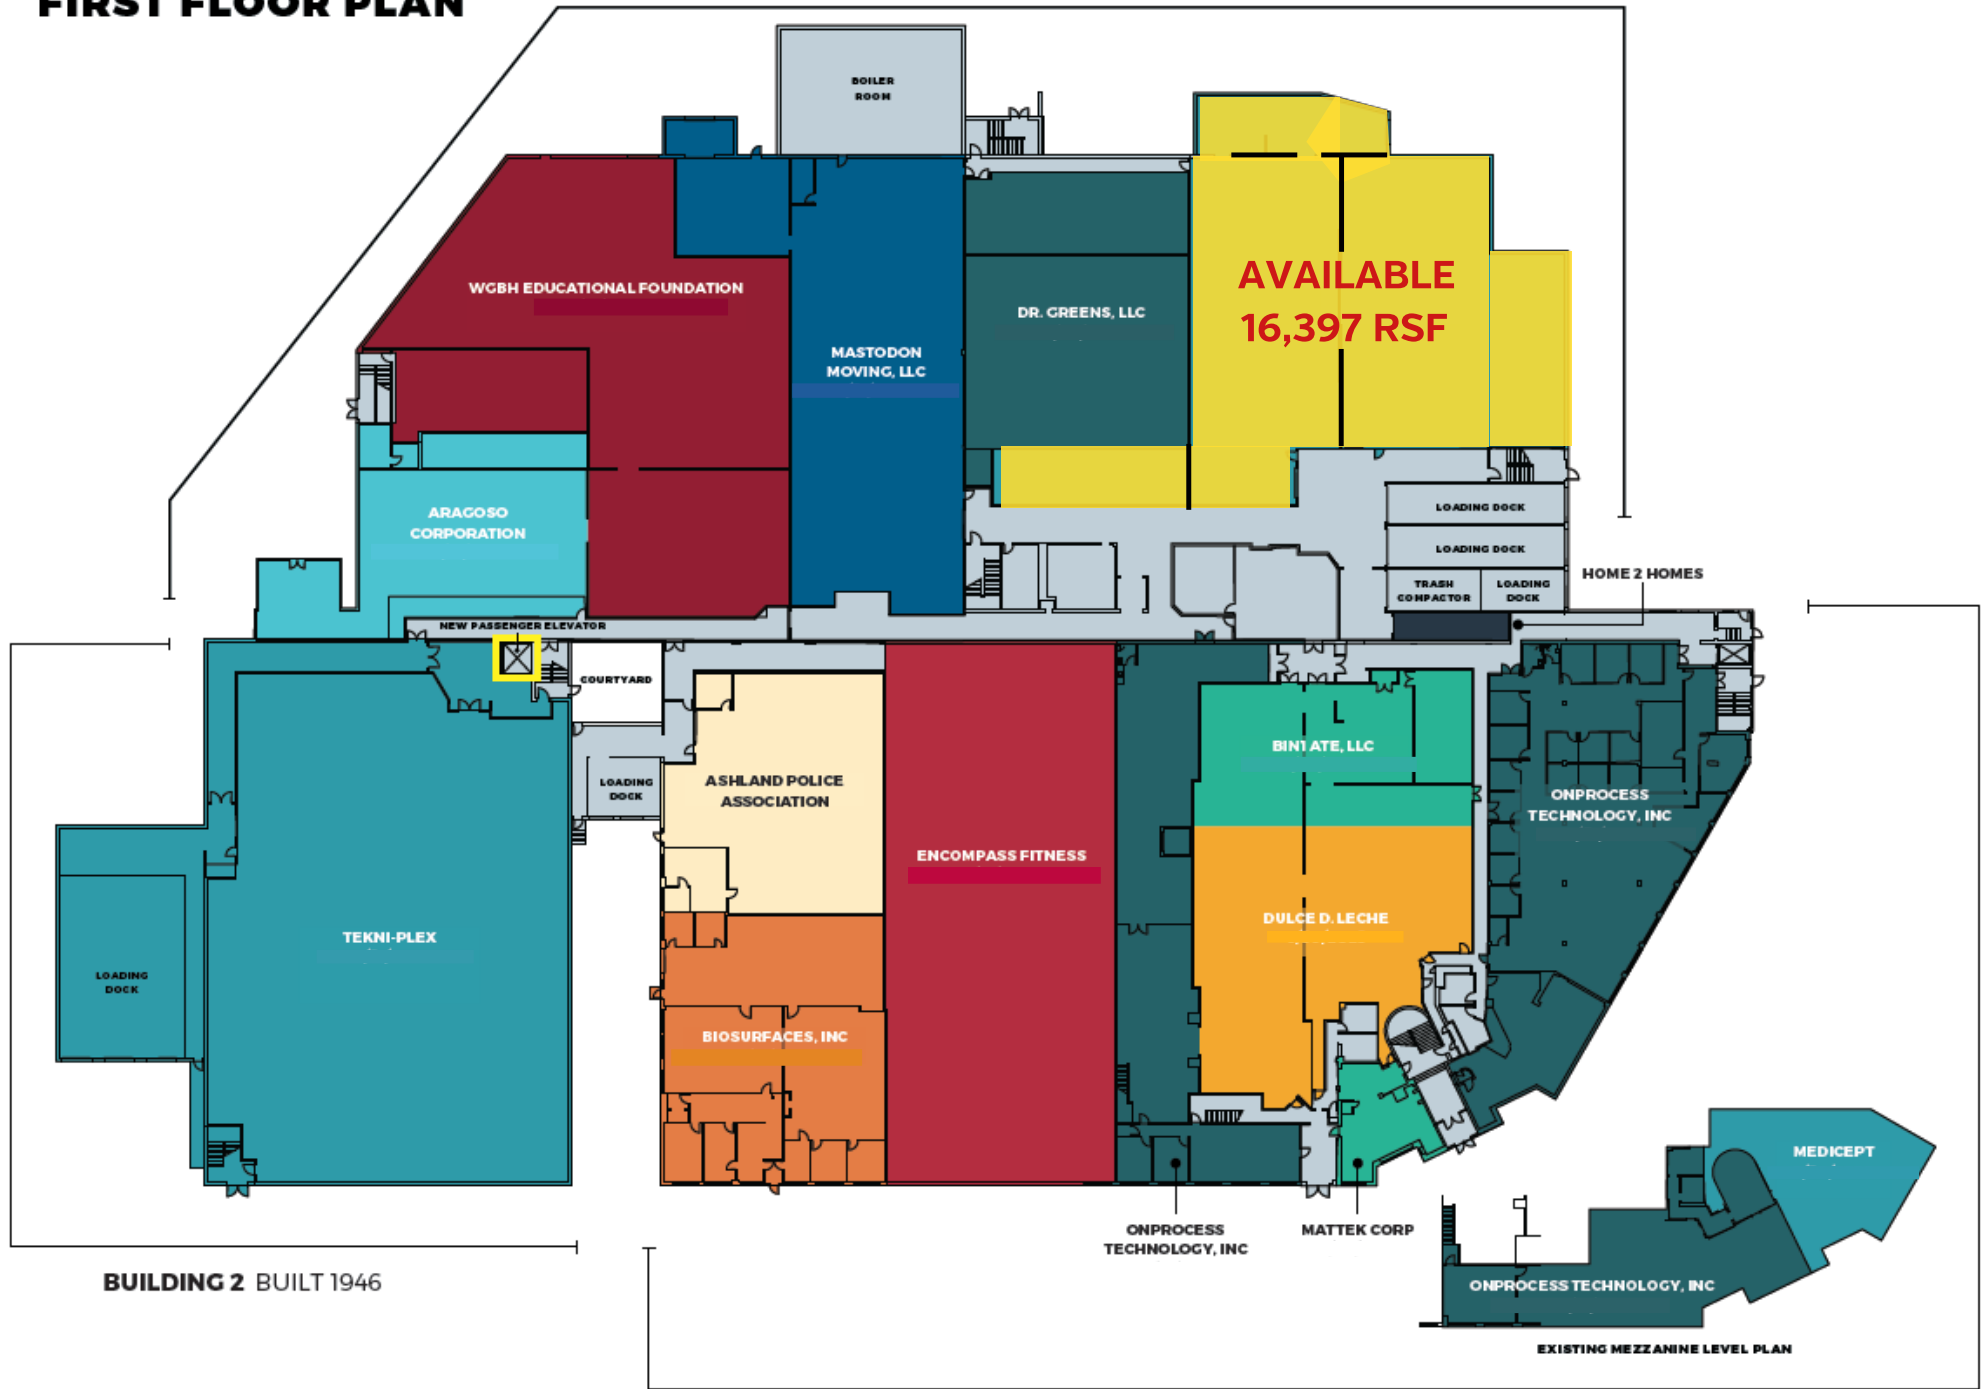 FIRST FLOOR PLAN
BOILER
ROOM
WGBH EDUCATIONAL FOUNDATION
MASTODON
MOVING, LLC
DR. GREENS, LLC
AVAILABLE
16,397 RSF
ARAGOSO
CORPORATION
LOADING DOCK
LOADING DOCK
TRASH
COMPACTOR
LOADING
DOCK
HOME 2 HOMES
NEW PASSENGER ELEVATOR
COURTYARD
LOADING
DOCK
ASHLAND POLICE
ASSOCIATION
BIN1 ATE, LLC
ONPROCESS
TECHNOLOGY, INC
ENCOMPASS FITNESS
DULCE D. LECHE
TEKNI-PLEX
LOADING
DOCK
BIOSURFACES, INC
ONPROCESS
TECHNOLOGY, INC
MATTEK CORP
MEDICEPT
ONPROCESS TECHNOLOGY, INC
EXISTING MEZZANINE LEVEL PLAN
BUILDING 2 BUILT 1946